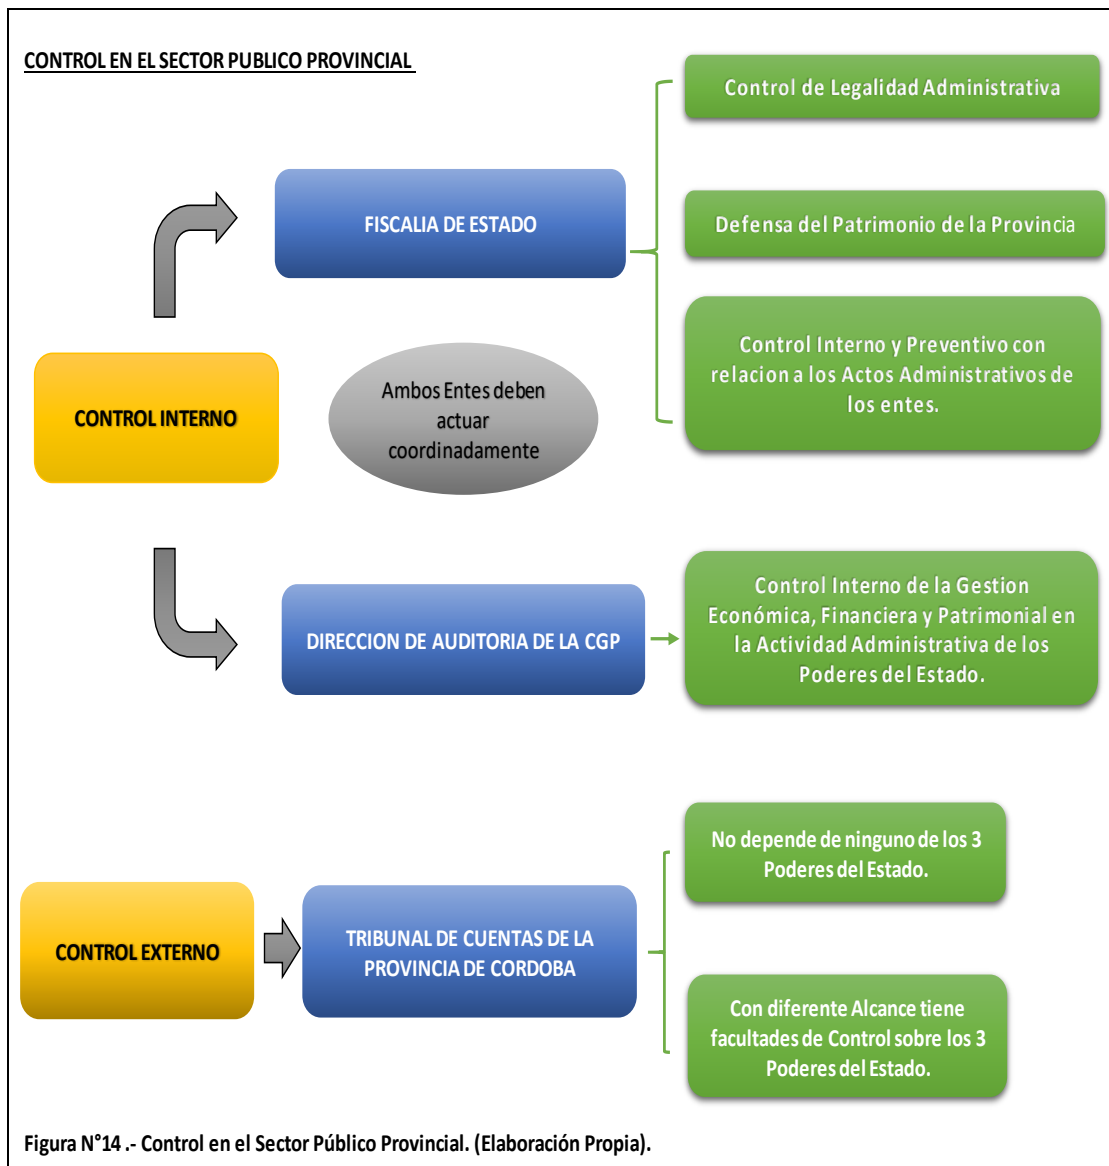 CONTROL EN EL SECTOR PUBLICO PROVINCIAL
Control de Legalidad Administrativa
FISCALIA DE ESTADO
Defensa del Patrimonio de la Provincia
Control Interno y Preventivo con
relacion a los Actos Administrativos de
los entes.
CONTROL INTERNO
Ambos Entes deben
actuar
coordinadamente
DIRECCION DE AUDITORIA DE LA CGP
Control Interno de la Gestion
Económica, Financiera y Patrimonial en
la Actividad Administrativa de los
Poderes del Estado.
CONTROL EXTERNO
TRIBUNAL DE CUENTAS DE LA
PROVINCIA DE CORDOBA
No depende de ninguno de los 3
Poderes del Estado.
Con diferente Alcance tiene
facultades de Control sobre los 3
Poderes del Estado.
Figura N°14 .- Control en el Sector Público Provincial. (Elaboración Propia).